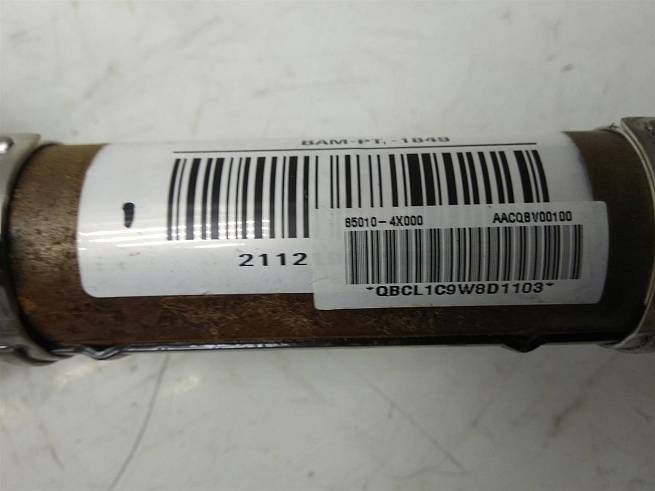 BAM-PT, -1849
85010-4X000 AACQBV00100
2112
*QBCL1C9W8D1103*